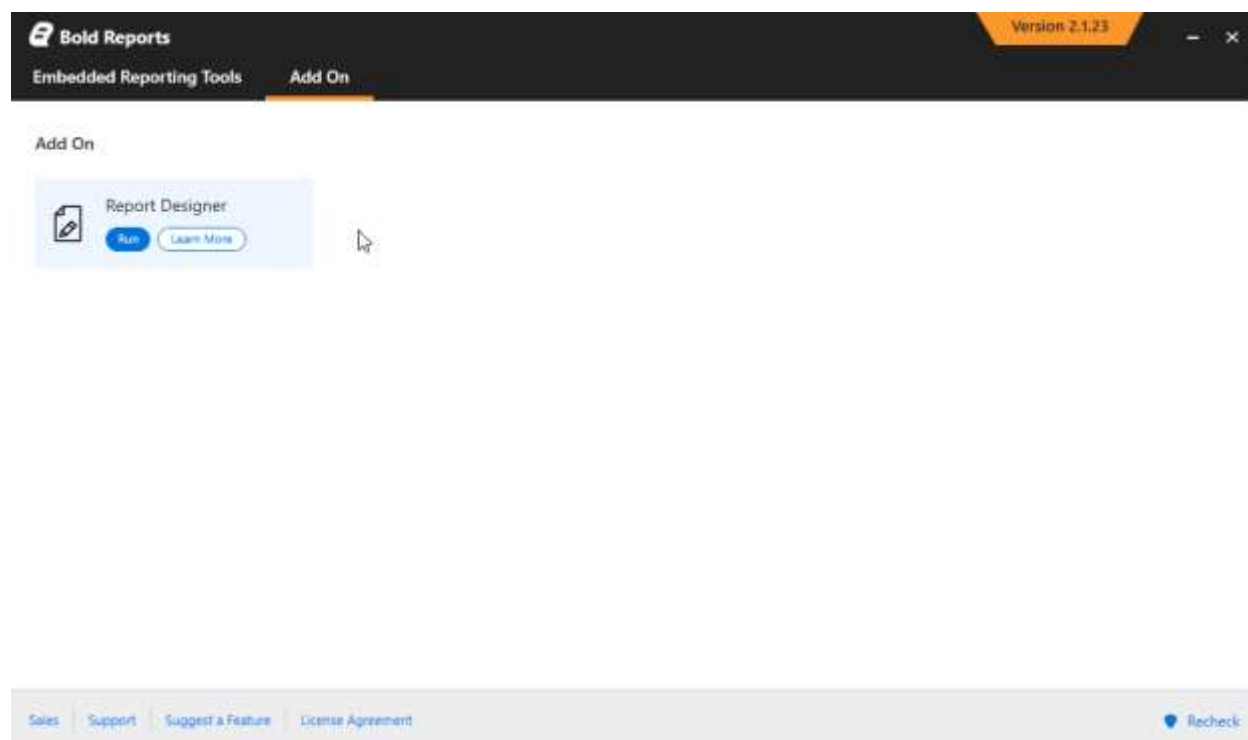 Bold Reports
Version 2.1.23
Embedded Reporting Tools Add On
Add On
Report Designer
Run Learn More
Sales Support Suggest a Feature License Agreement Recheck